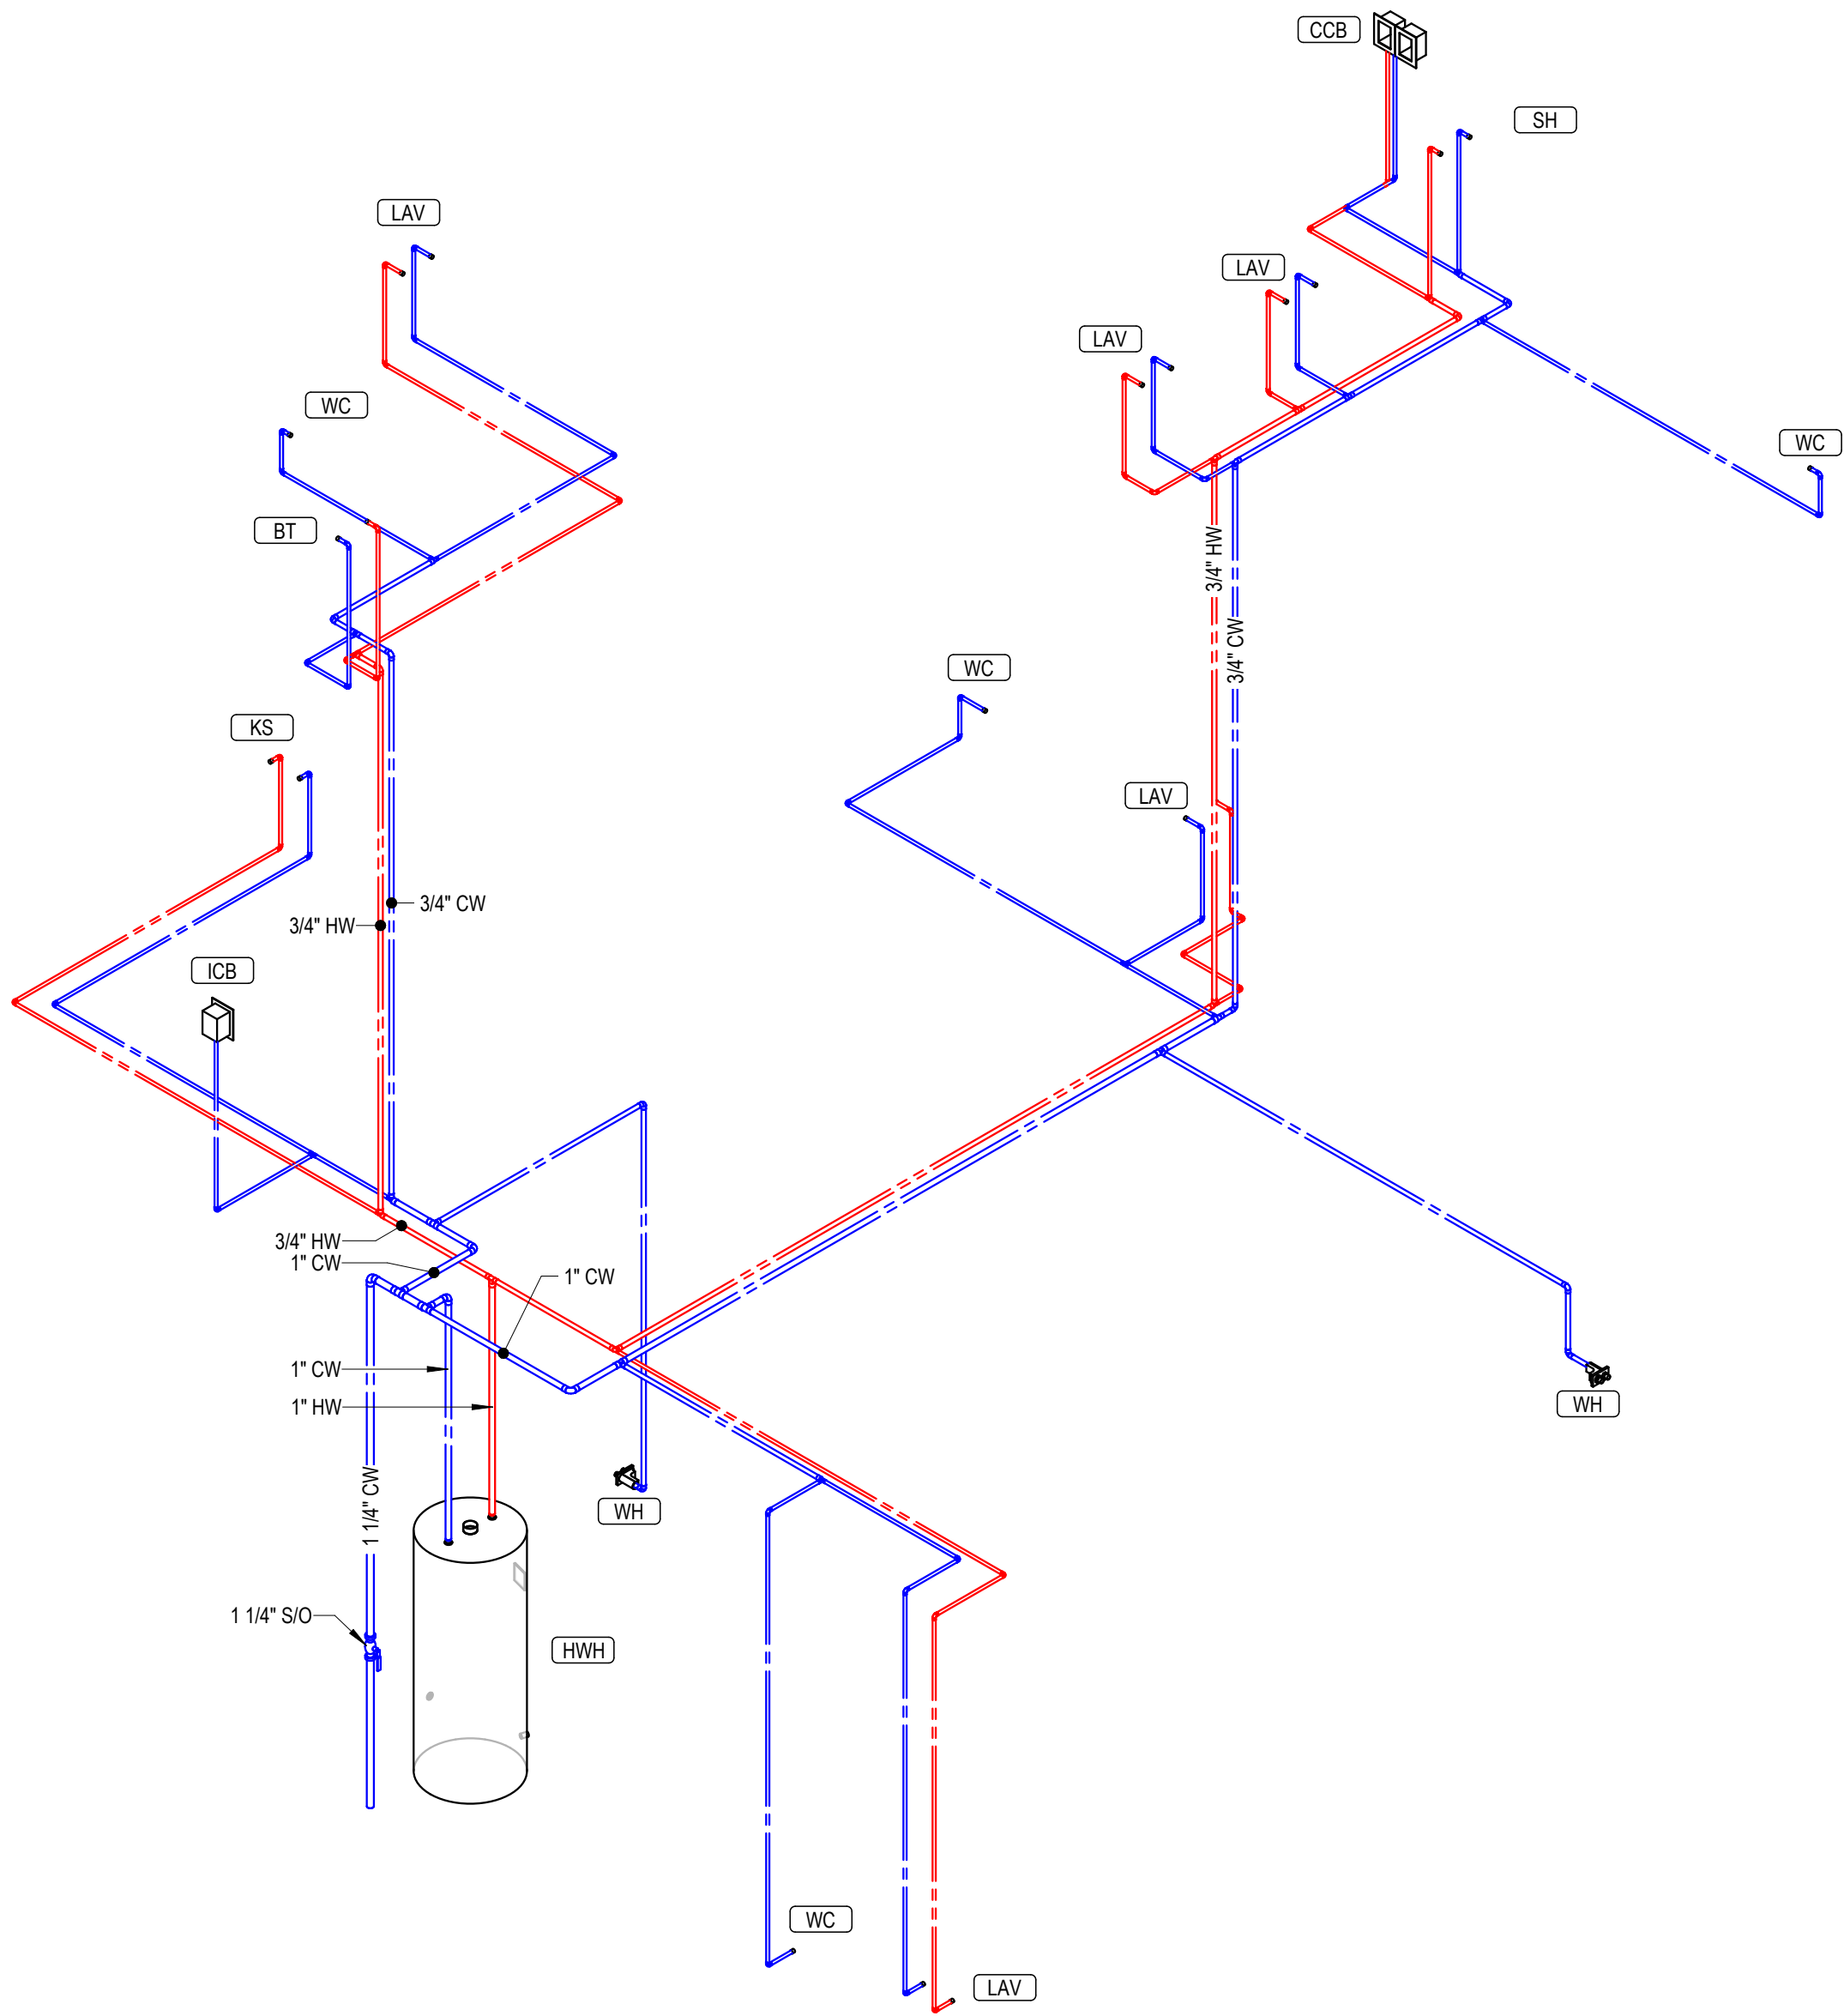 CCB
SH
LAV
LAV
LAV
WC
WC
BT
3/4" HW
3/4" CW
WC
KS
LAV
3/4" CW
3/4" HW
ICB
3/4" HW
1" CW
1" CW
1" CW
1" HW
WH
1 1/4" CW
WH
1 1/4" S/O
HWH
WC
LAV